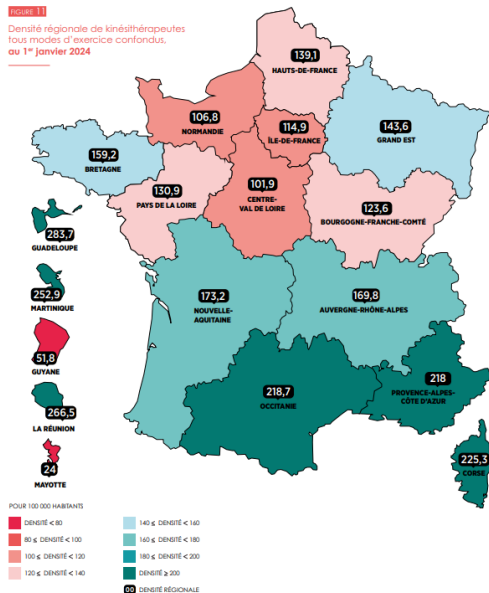 FIGURE 11
Densité régionale de kinésithérapeutes
tous modes d'exercice confondus,
au 1er janvier 2024
139,1
HAUTS-DE-FRANCE
106,8
NORMANDIE
114,9
ÎLE-DE-FRANCE
143,6
GRAND EST
159,2
BRETAGNE
130,9
PAYS DE LA LOIRE
101,9
CENTRE-
VAL DE LOIRE
123,6
BOURGOGNE-FRANCHE-COMTÉ
283,7
GUADELOUPE
252,9
MARTINIQUE
173,2
NOUVELLE-
AQUITAINE
169,8
AUVERGNE-RHÔNE-ALPES
51,8
GUYANE
266,5
LA RÉUNION
24
MAYOTTE
218,7
OCCITANIE
218
PROVENCE-ALPES-
CÔTE D'AZUR
225,3
CORSE
POUR 100 000 HABITANTS
DENSITÉ < 80
80 ≤ DENSITÉ < 100
100 ≤ DENSITÉ < 120
120 ≤ DENSITÉ < 140
140 ≤ DENSITÉ < 160
160 ≤ DENSITÉ < 180
180 ≤ DENSITÉ < 200
DENSITÉ ≥ 200
00 DENSITÉ RÉGIONALE